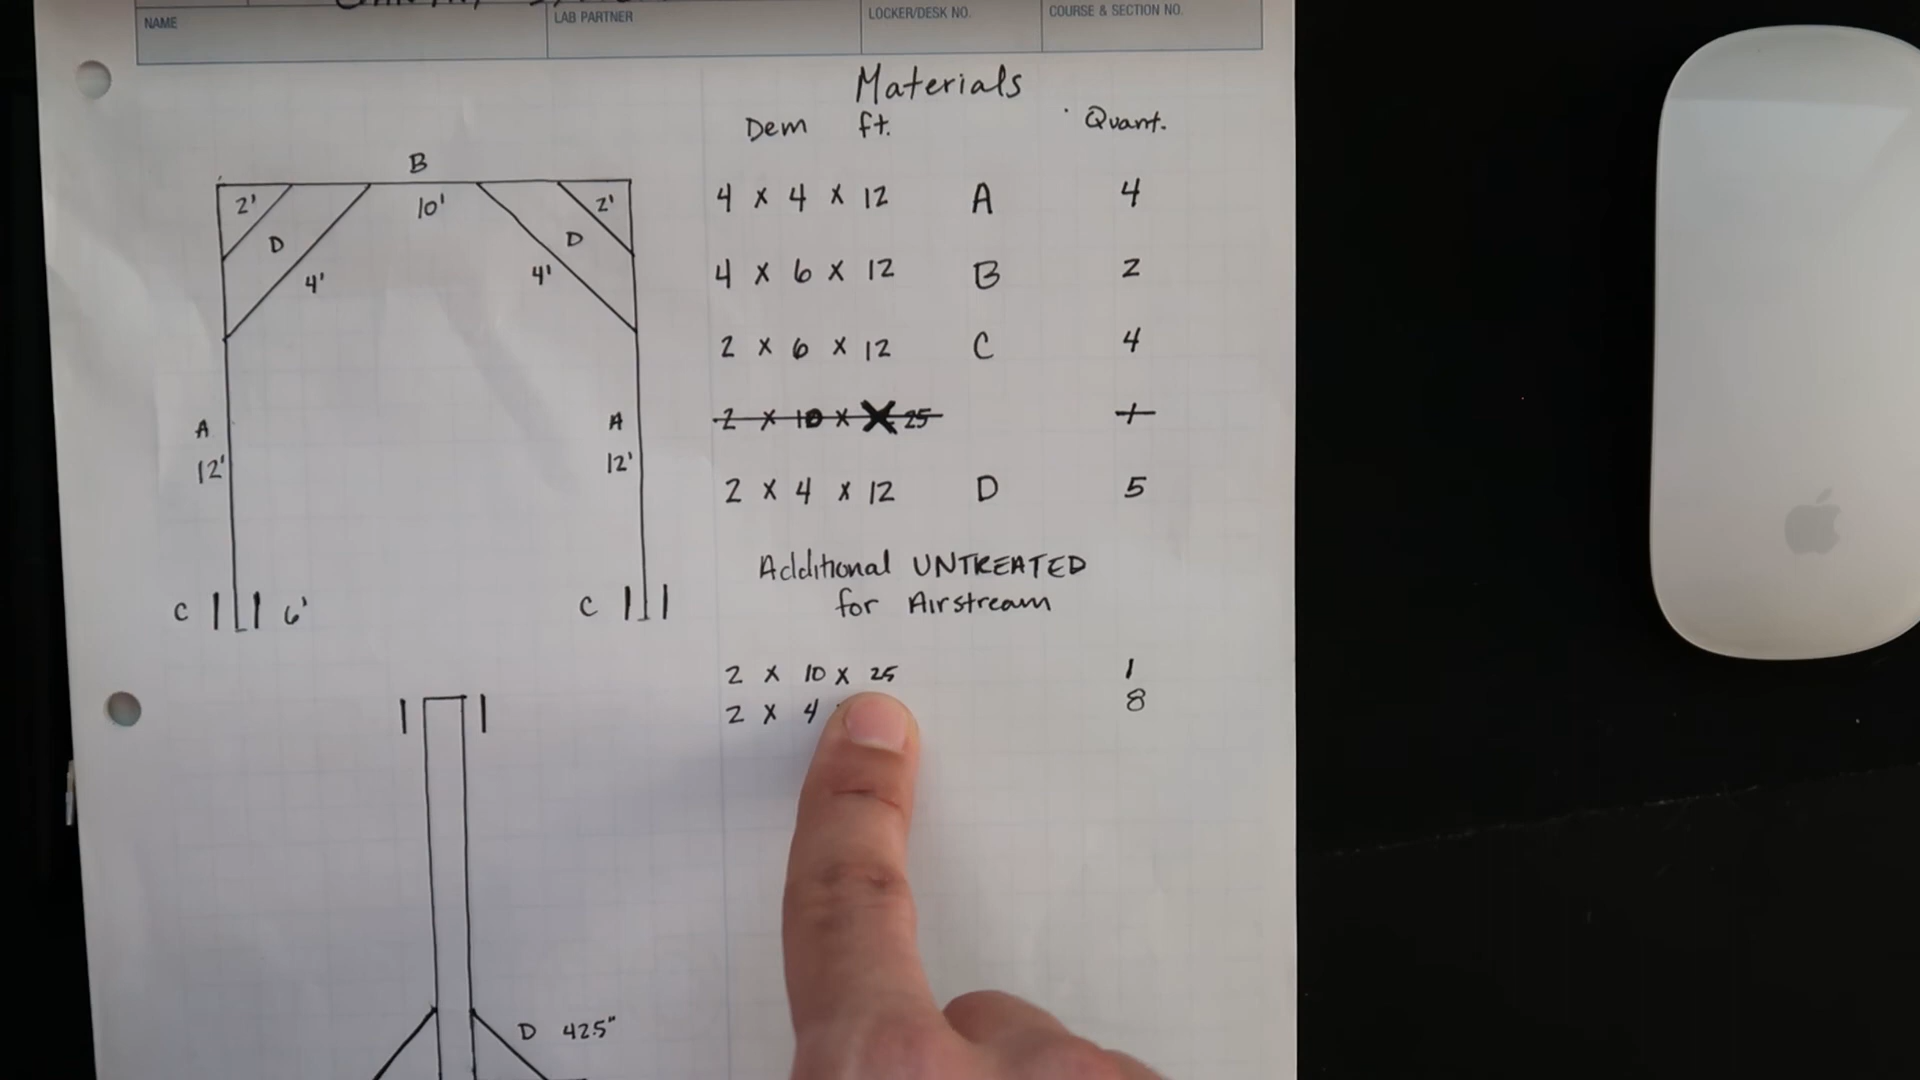 NAME
LAB PARTNER
LOCKER/DESK NO.
COURSE & SECTION NO.
Materials
Dem ft. Quant.
4 x 4 x 12 A 4
4 x 6 x 12 B 2
2 x 6 x 12 C 4
2 x 10 x 25 1
2 x 4 x 12 D 5
Additional UNTREATED
for Airstream
2 x 10 x 25 1
2 x 4 8
B
2' 10' 2'
D D
4' 4'
A A
12' 12'
C 6' C
D 42.5"